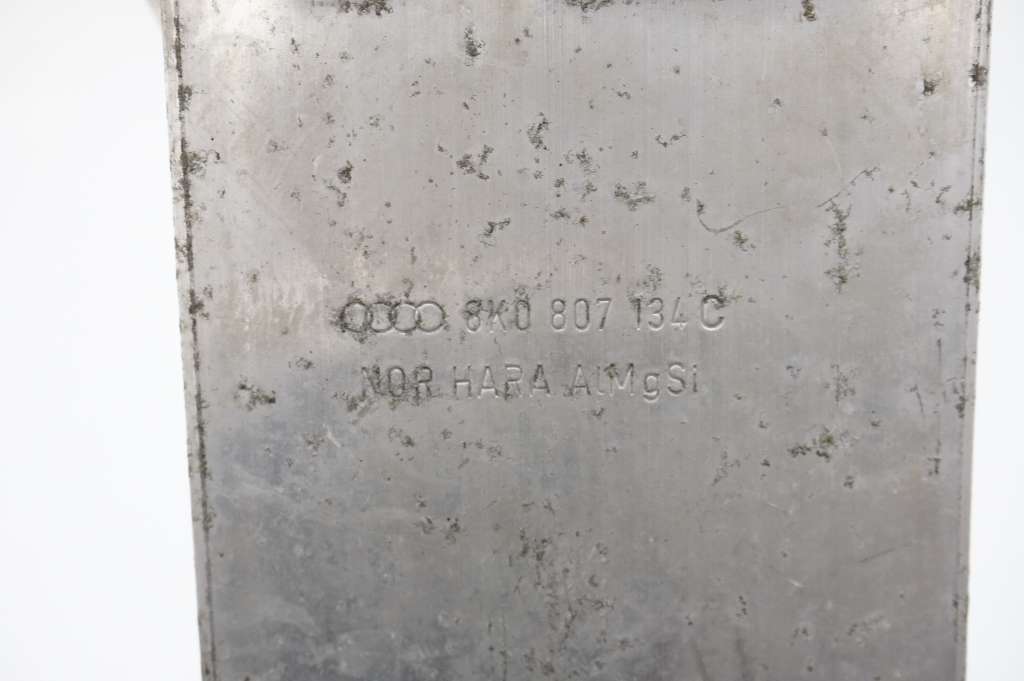 8K0 807 134 C
NOR HARA AlMgSi